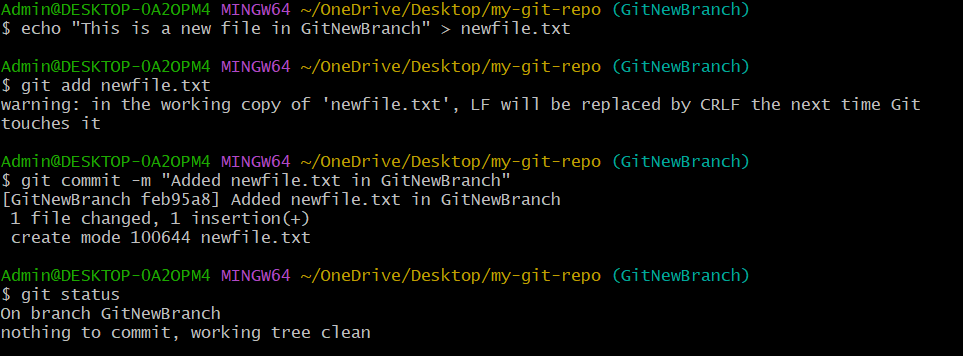 Admin@DESKTOP-0A2OPM4 MINGW64 ~/OneDrive/Desktop/my-git-repo (GitNewBranch)
$ echo "This is a new file in GitNewBranch" > newfile.txt
Admin@DESKTOP-0A2OPM4 MINGW64 ~/OneDrive/Desktop/my-git-repo (GitNewBranch)
$ git add newfile.txt
warning: in the working copy of 'newfile.txt', LF will be replaced by CRLF the next time Git
touches it
Admin@DESKTOP-0A2OPM4 MINGW64 ~/OneDrive/Desktop/my-git-repo (GitNewBranch)
$ git commit -m "Added newfile.txt in GitNewBranch"
[GitNewBranch feb95a8] Added newfile.txt in GitNewBranch
 1 file changed, 1 insertion(+)
 create mode 100644 newfile.txt
Admin@DESKTOP-0A2OPM4 MINGW64 ~/OneDrive/Desktop/my-git-repo (GitNewBranch)
$ git status
On branch GitNewBranch
nothing to commit, working tree clean